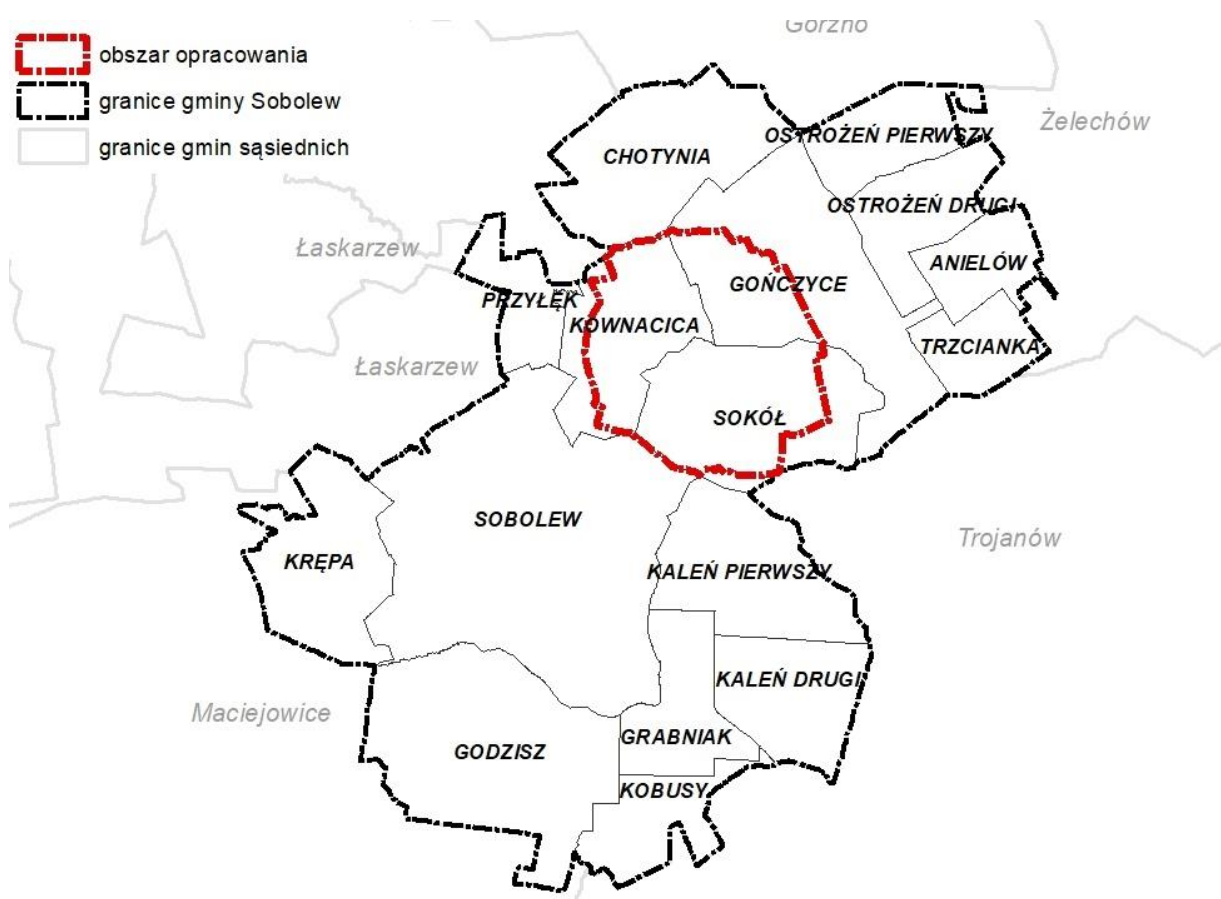 Górzno
obszar opracowania
granice gminy Sobolew
granice gmin sąsiednich
Żelechów
OSTROŻEŃ PIERWSZY
CHOTYNIA
OSTROŻEŃ DRUGI
Łaskarzew
ANIELÓW
GOŃCZYCE
PRZYŁĘK
KOWNACICA
TRZCIANKA
Łaskarzew
SOKÓŁ
SOBOLEW
Trojanów
KRĘPA
KALEŃ PIERWSZY
KALEŃ DRUGI
Maciejowice
GRABNIAK
GODZISZ
KOBUSY